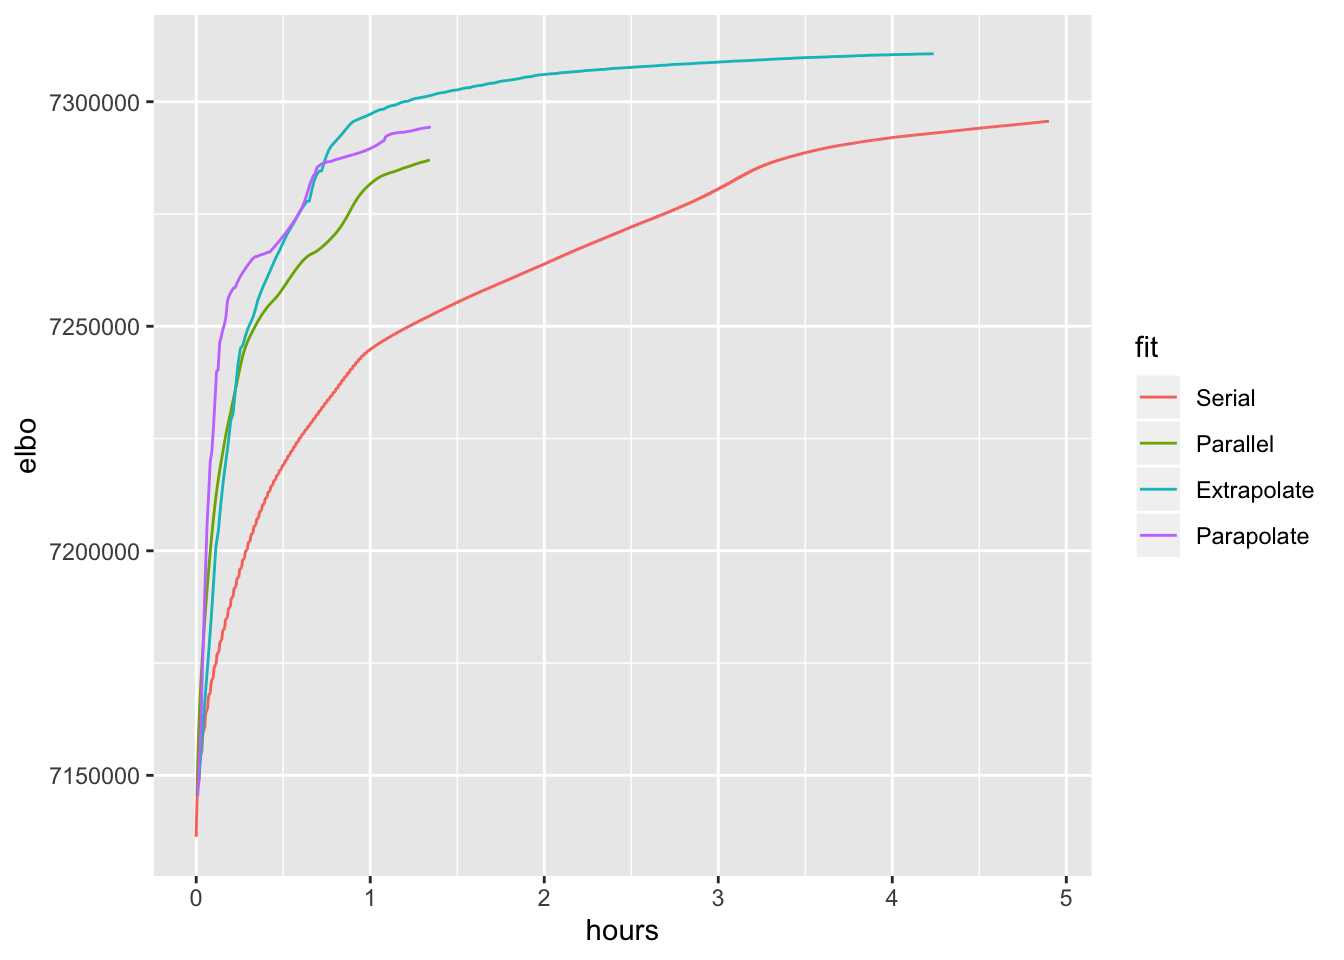 7300000
7250000
7200000
7150000
elbo
0 1 2 3 4 5
hours
fit
Serial
Parallel
Extrapolate
Parapolate